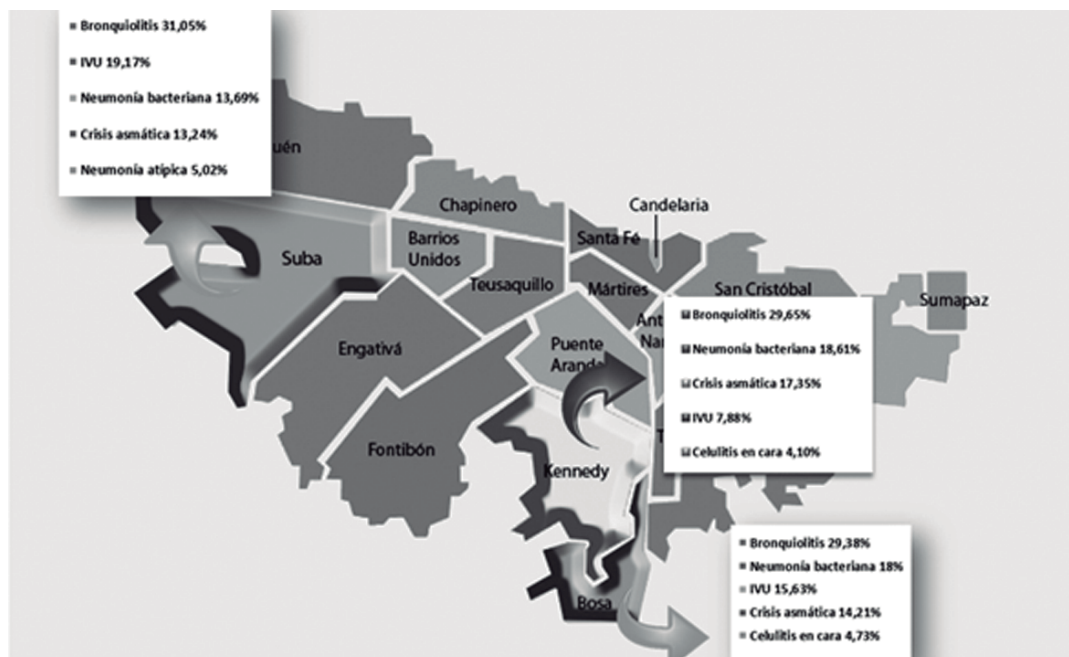 Bronquiolitis 31,05%
IVU 19,17%
Neumonía bacteriana 13,69%
Crisis asmática 13,24%
Neumonía atípica 5,02%
uén
Chapinero
Candelaria
Barrios
Unidos
Santa Fé
Suba
Teusaquillo
Mártires
San Cristóbal
Sumapaz
Engativá
Puente
Aranda
Ant
Nar
Bronquiolitis 29,65%
Neumonía bacteriana 18,61%
Crisis asmática 17,35%
IVU 7,88%
Celulitis en cara 4,10%
Fontibón
T
Kennedy
Bosa
Bronquiolitis 29,38%
Neumonía bacteriana 18%
IVU 15,63%
Crisis asmática 14,21%
Celulitis en cara 4,73%